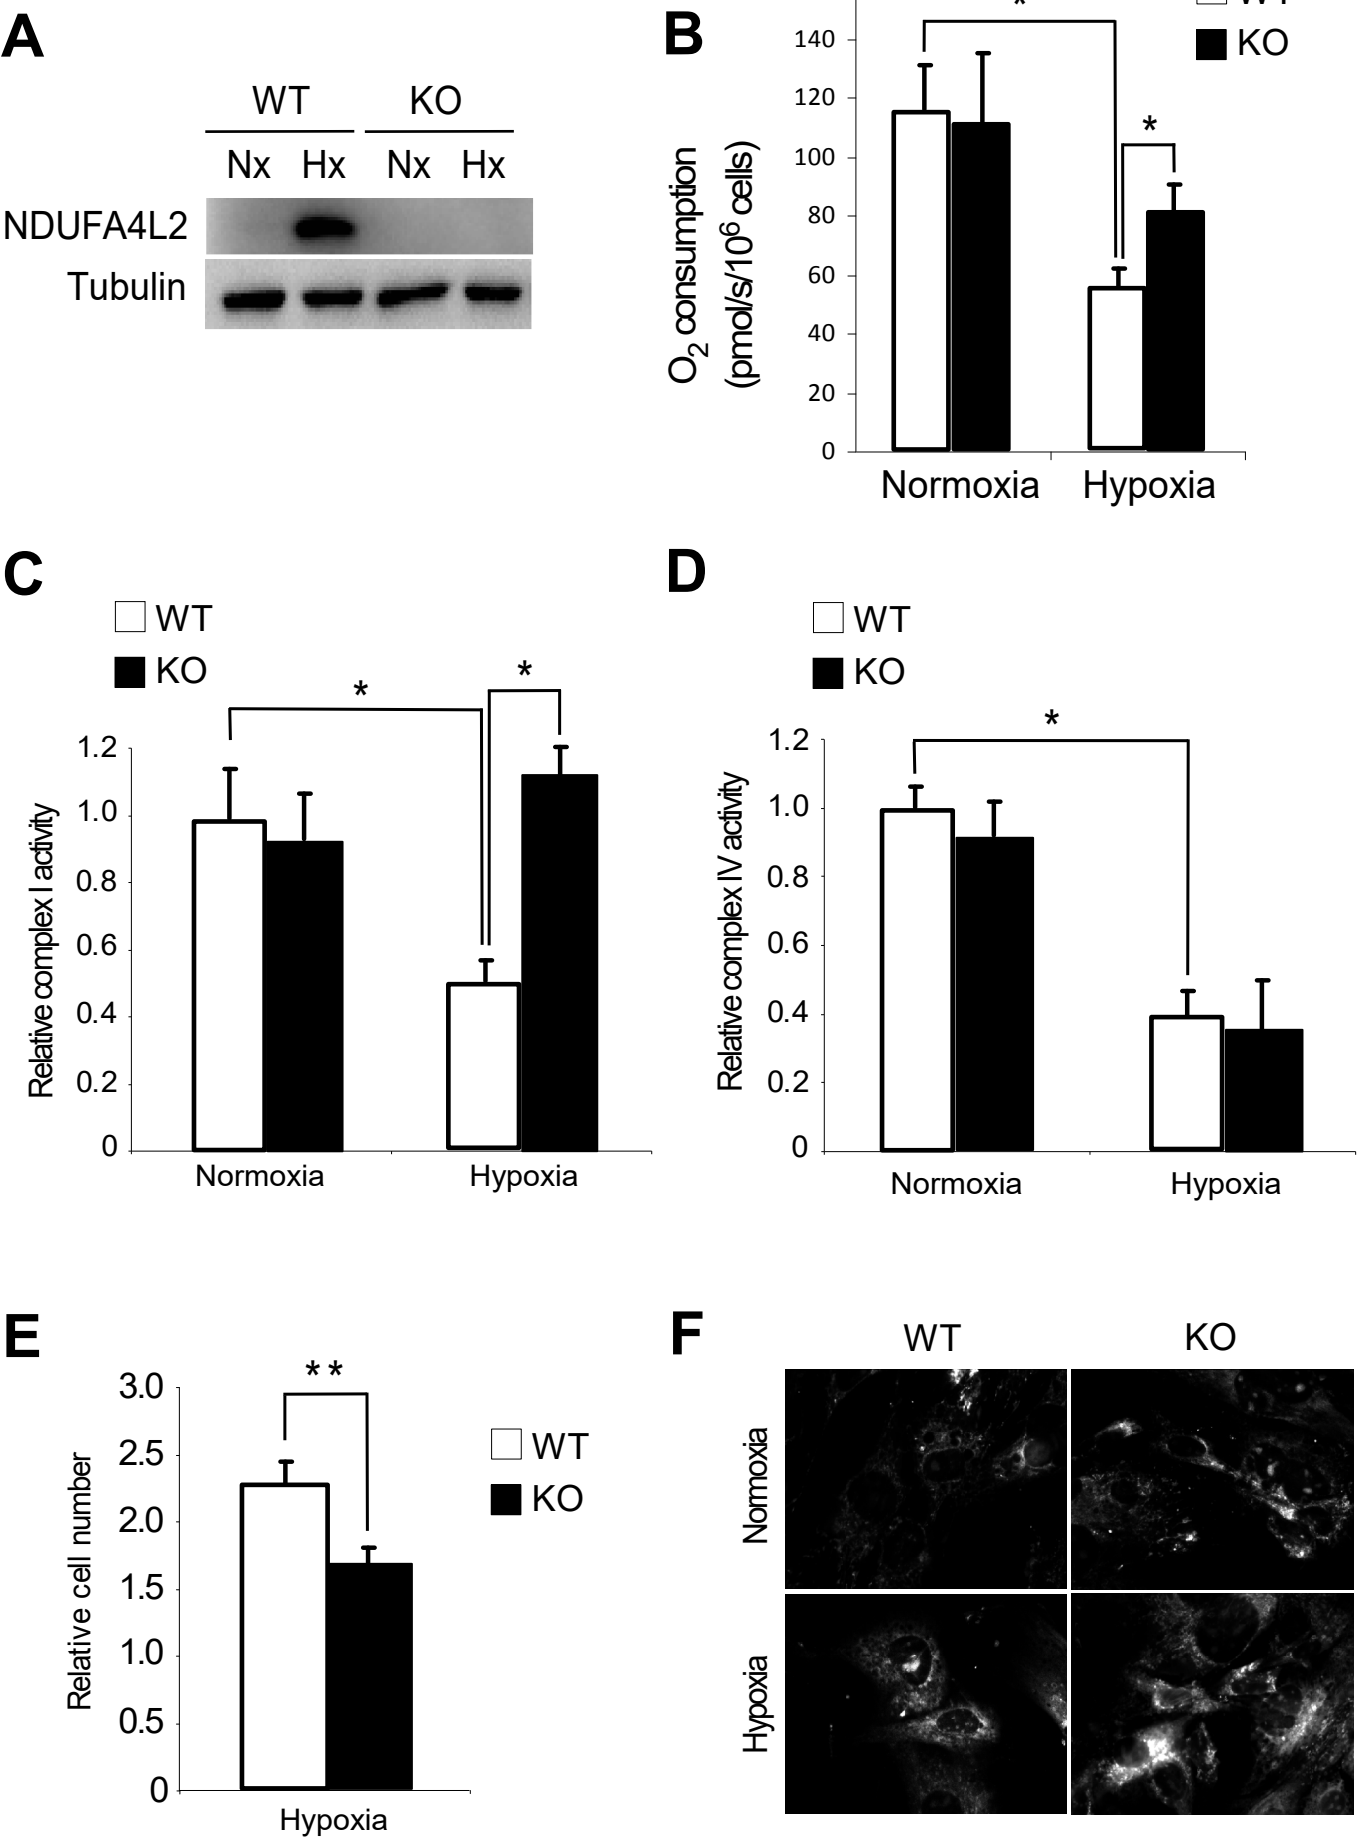 A
WT KO
Nx Hx Nx Hx
NDUFA4L2
Tubulin
B
*
WT
KO
*
O2 consumption
(pmol/s/10^6 cells)
140
120
100
80
60
40
20
0
Normoxia Hypoxia
C
WT
KO
*
*
Relative complex I activity
1.2
1.0
0.8
0.6
0.4
0.2
0
Normoxia Hypoxia
D
WT
KO
*
Relative complex IV activity
1.2
1.0
0.8
0.6
0.4
0.2
0
Normoxia Hypoxia
E
**
WT
KO
Relative cell number
3.0
2.5
2.0
1.5
1.0
0.5
0
Hypoxia
F
WT KO
Normoxia
Hypoxia